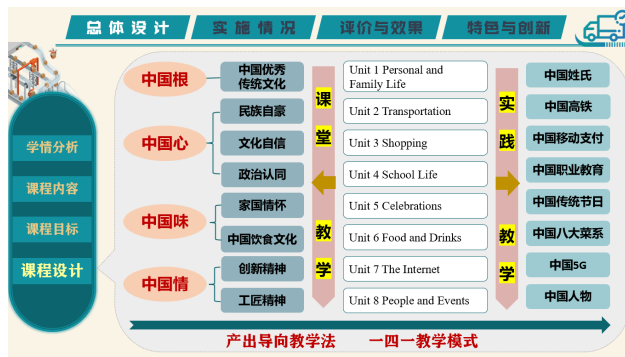 总体设计
实施情况
评价与效果
特色与创新
学情分析
课程内容
课程目标
课程设计
中国根
中国心
中国味
中国情
中国优秀
传统文化
民族自豪
文化自信
政治认同
家国情怀
中国饮食文化
创新精神
工匠精神
课堂教学
Unit 1 Personal and
Family Life
Unit 2 Transportation
Unit 3 Shopping
Unit 4 School Life
Unit 5 Celebrations
Unit 6 Food and Drinks
Unit 7 The Internet
Unit 8 People and Events
实践教学
中国姓氏
中国高铁
中国移动支付
中国职业教育
中国传统节日
中国八大菜系
中国5G
中国人物
产出导向教学法 一四一教学模式